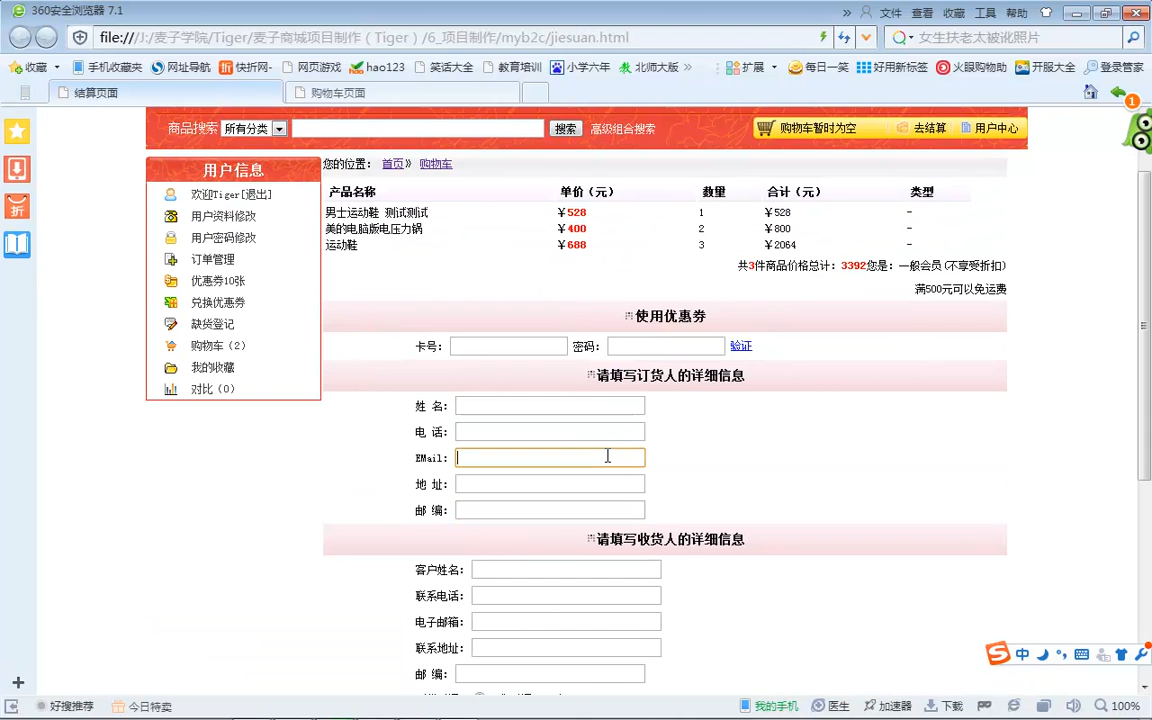 360安全浏览器 7.1
» 文件 查看 收藏 工具 帮助
file:///J:/麦子学院/Tiger/麦子商城项目制作（Tiger）/6_项目制作/myb2c/jiesuan.html
女生扶老太被讹照片
收藏 手机收藏夹 网址导航 快折网- 网页游戏 hao123 笑话大全 教育培训 小学六年 北师大版 » 扩展 每日一笑 好用新标签 火眼购物助 开服大全 登录管家
结算页面 购物车页面
1
商品搜索 所有分类 搜索 高级组合搜索 购物车暂时为空 去结算 用户中心
用户信息
欢迎Tiger[退出]
用户资料修改
用户密码修改
订单管理
优惠券10张
兑换优惠券
缺货登记
购物车（2）
我的收藏
对比（0）
您的位置： 首页》 购物车
产品名称 单价（元） 数量 合计（元） 类型
男士运动鞋 测试测试 ￥528 1 ￥528 -
美的电脑版电压力锅 ￥400 2 ￥800 -
运动鞋 ￥688 3 ￥2064 -
共3件商品价格总计：3392您是：一般会员(不享受折扣)
满500元可以免运费
使用优惠券
卡号： 密码： 验证
请填写订货人的详细信息
姓 名：
电 话：
EMail：
地 址：
邮 编：
请填写收货人的详细信息
客户姓名：
联系电话：
电子邮箱：
联系地址：
邮 编：
折
中
好搜推荐 今日特卖 我的手机 医生 加速器 下载 100%